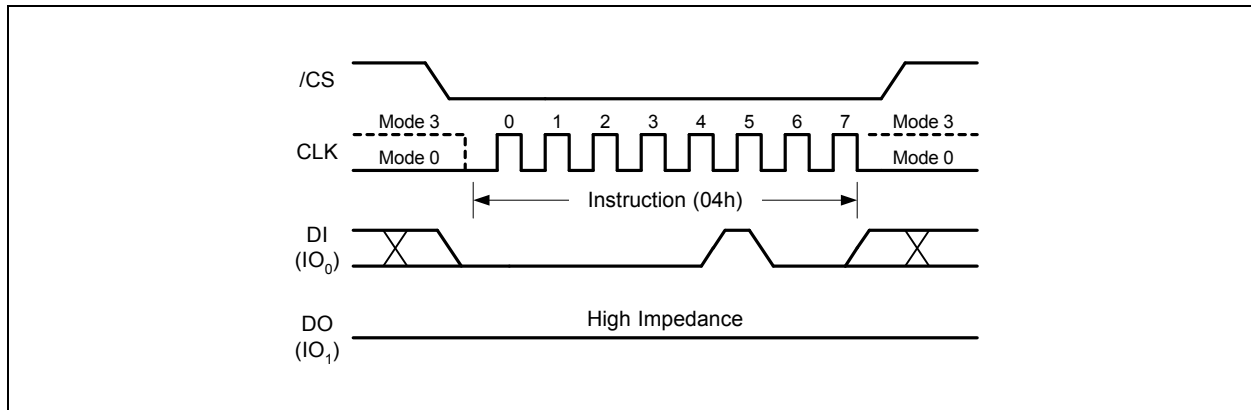 /CS
Mode 3 0 1 2 3 4 5 6 7 Mode 3
CLK
Mode 0 Mode 0
Instruction (04h)
DI
(IO₀)
High Impedance
DO
(IO₁)